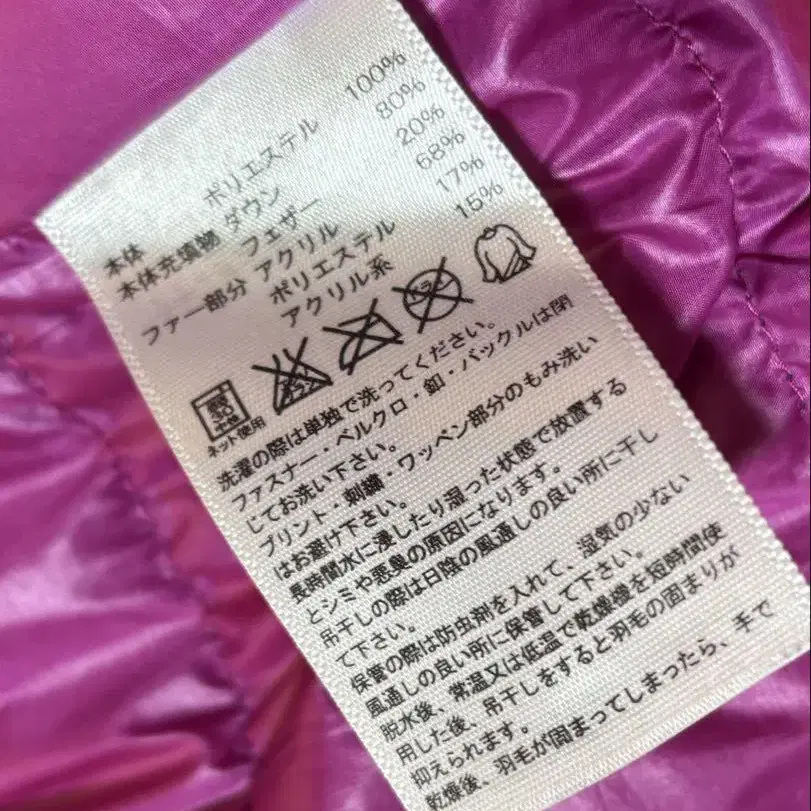 本体 ポリエステル 100%
本体充填物 ダウン 80%
フェザー 20%
ファー部分 アクリル 68%
ポリエステル 17%
アクリル系 15%
ネット使用
洗濯の際は単独で洗ってください。
ファスナー・ベルクロ・釦・バックルは閉
じてお洗い下さい。
プリント・刺繍・ワッペン部分のもみ洗い
はお避け下さい。
長時間水に浸したり湿った状態で放置する
とシミや悪臭の原因になります。
吊干しの際は日陰の風通しの良い所に干し
て下さい。
保管の際は防虫剤を入れて、湿気の少ない
風通しの良い所に保管して下さい。
脱水後、常温又は低温で乾燥機を短時間使
用した後、吊干しをすると羽毛の固まりが
抑えられます。
乾燥後、羽毛が固まってしまったら、手で